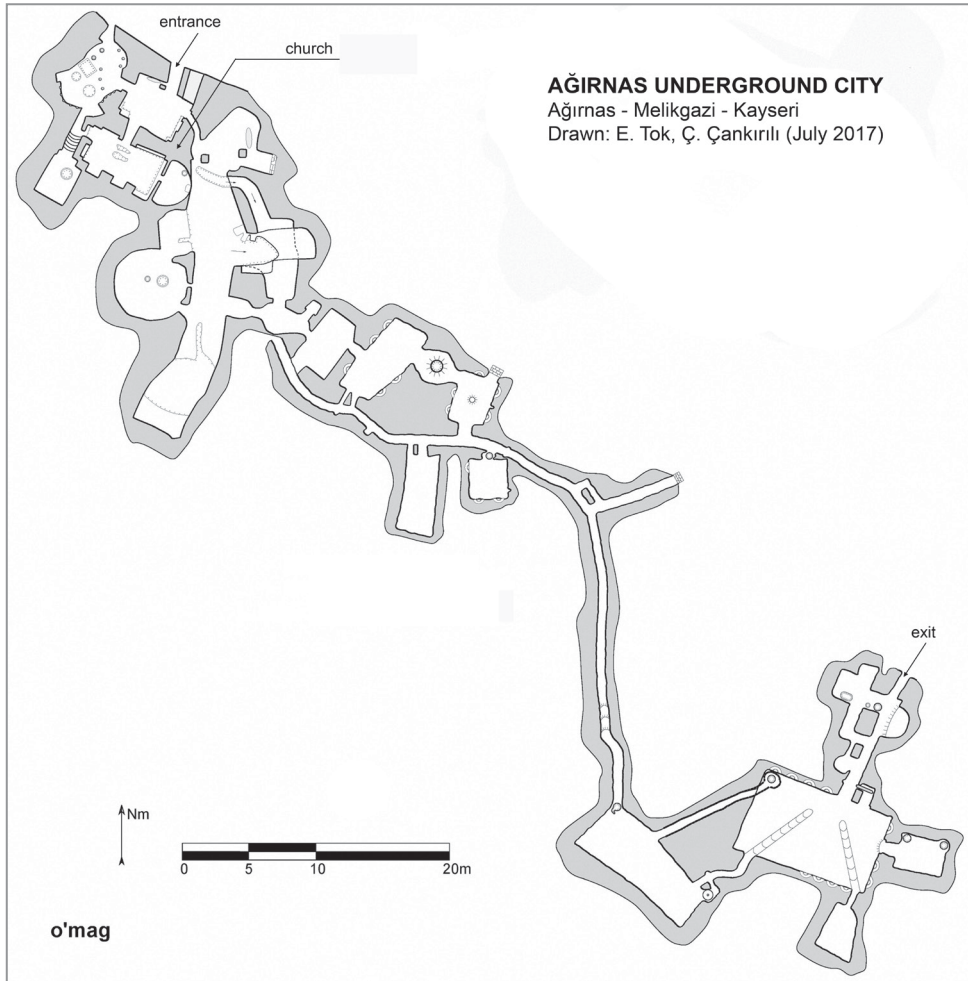 entrance
church
AĞIRNAS UNDERGROUND CITY
Ağırnas - Melikgazi - Kayseri
Drawn: E. Tok, Ç. Çankırılı (July 2017)
exit
Nm
0 5 10 20m
o'mag